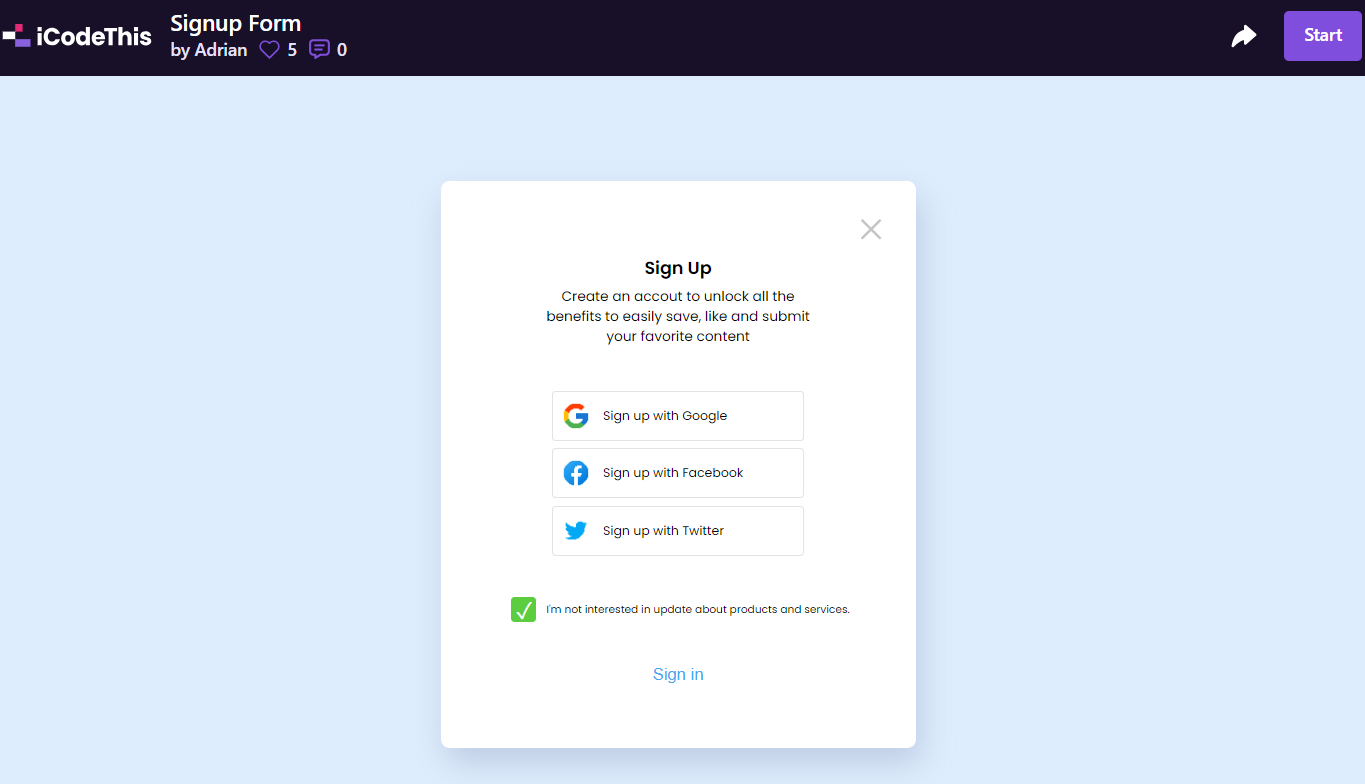 iCodeThis
Signup Form
by Adrian 5 0
Start
Sign Up
Create an accout to unlock all the
benefits to easily save, like and submit
your favorite content
Sign up with Google
Sign up with Facebook
Sign up with Twitter
I'm not interested in update about products and services.
Sign in